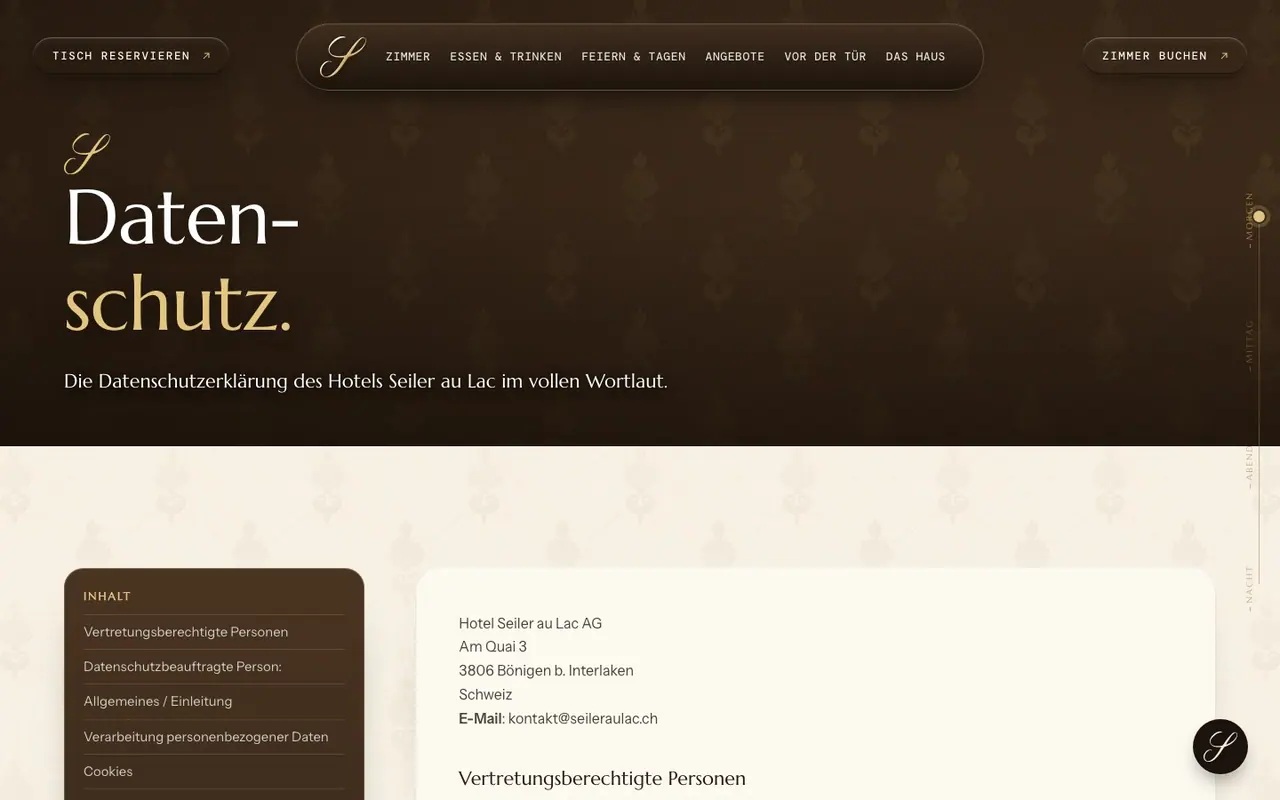 TISCH RESERVIEREN ↗
S
ZIMMER
ESSEN & TRINKEN
FEIERN & TAGEN
ANGEBOTE
VOR DER TÜR
DAS HAUS
ZIMMER BUCHEN ↗
S
Daten-
schutz.
Die Datenschutzerklärung des Hotels Seiler au Lac im vollen Wortlaut.
– MORGEN
– MITTAG
– ABEND
– NACHT
INHALT
Vertretungsberechtigte Personen
Datenschutzbeauftragte Person:
Allgemeines / Einleitung
Verarbeitung personenbezogener Daten
Cookies
Hotel Seiler au Lac AG
Am Quai 3
3806 Bönigen b. Interlaken
Schweiz
E-Mail: kontakt@seileraulac.ch
Vertretungsberechtigte Personen
S